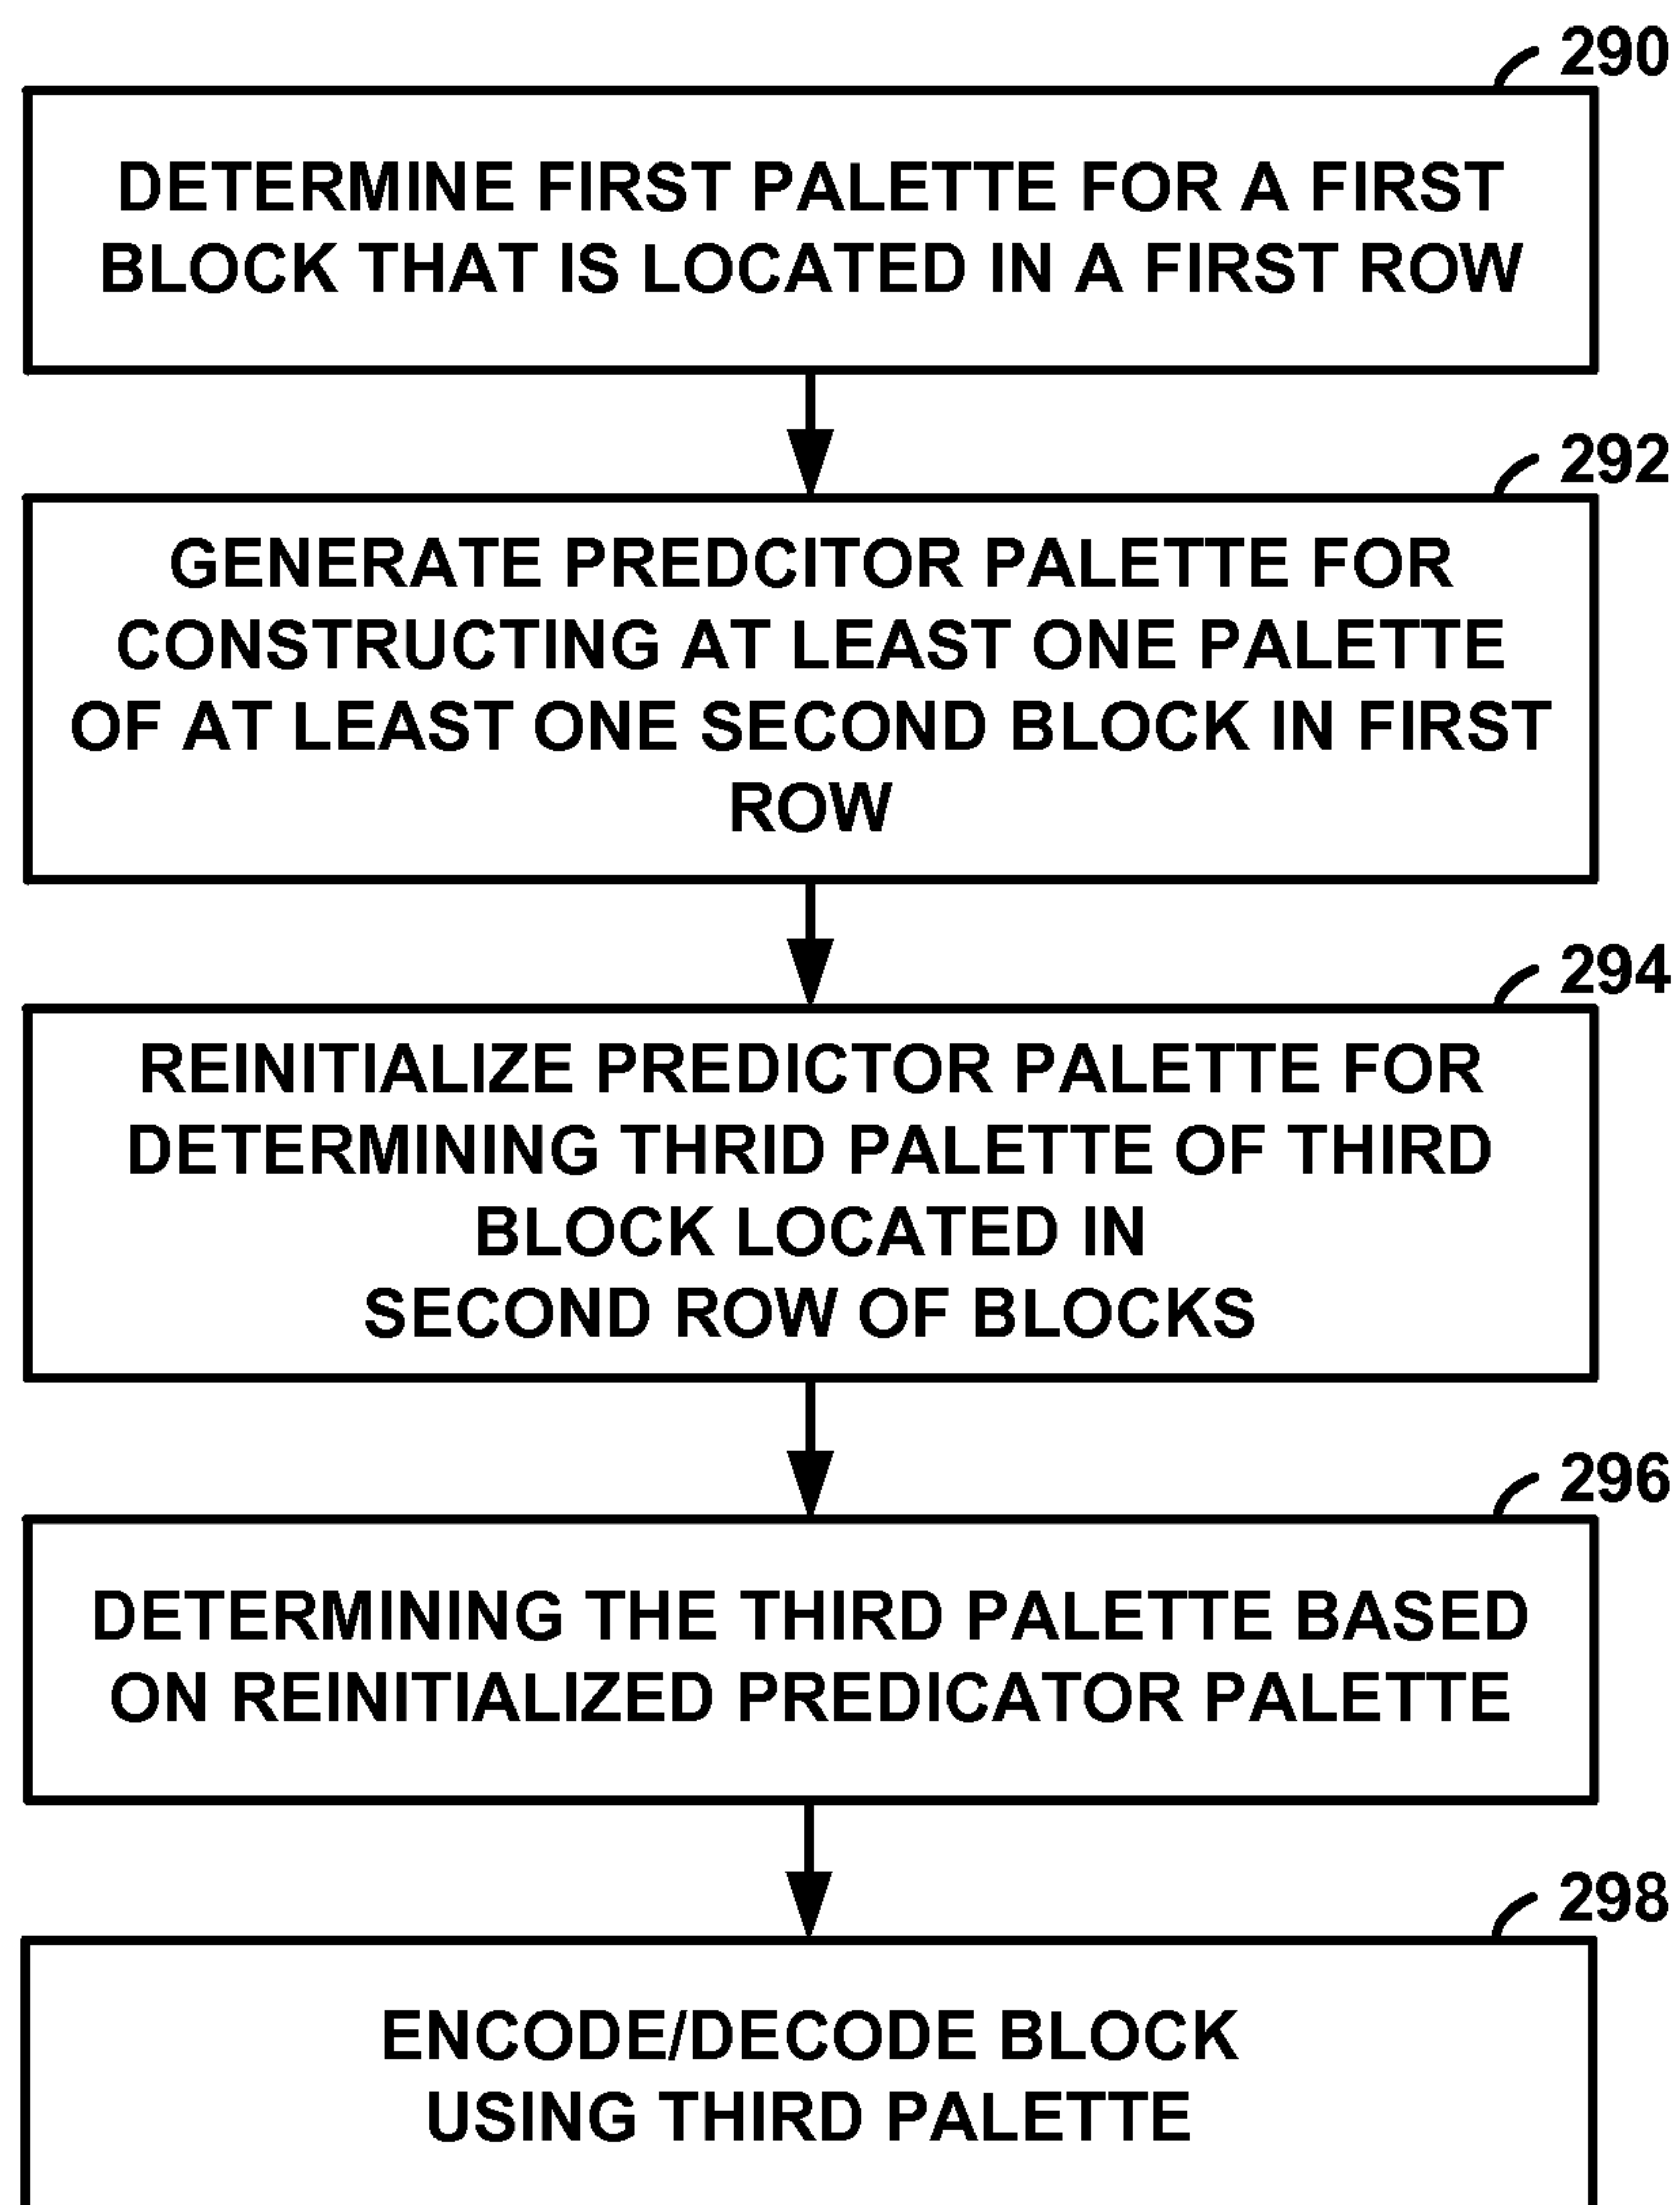 290
DETERMINE FIRST PALETTE FOR A FIRST
BLOCK THAT IS LOCATED IN A FIRST ROW
292
GENERATE PREDCITOR PALETTE FOR
CONSTRUCTING AT LEAST ONE PALETTE
OF AT LEAST ONE SECOND BLOCK IN FIRST
ROW
294
REINITIALIZE PREDICTOR PALETTE FOR
DETERMINING THRID PALETTE OF THIRD
BLOCK LOCATED IN
SECOND ROW OF BLOCKS
296
DETERMINING THE THIRD PALETTE BASED
ON REINITIALIZED PREDICATOR PALETTE
298
ENCODE/DECODE BLOCK
USING THIRD PALETTE